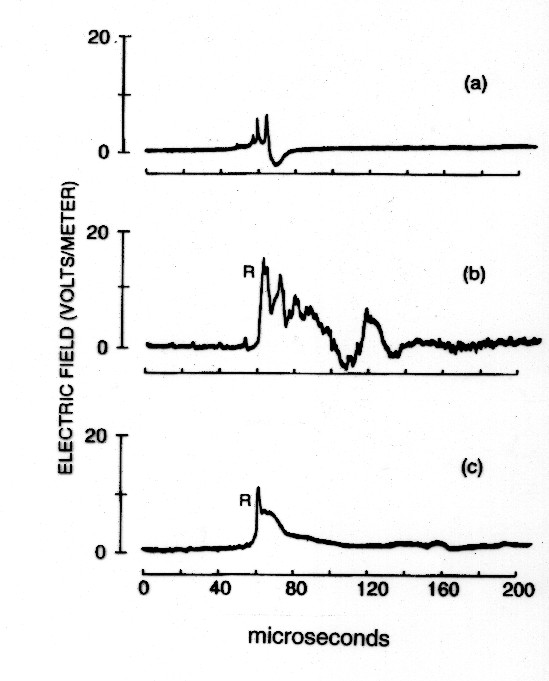 20
(a)
0
20
R
(b)
0
ELECTRIC FIELD (VOLTS/METER)
20
(c)
R
0
0 40 80 120 160 200
microseconds